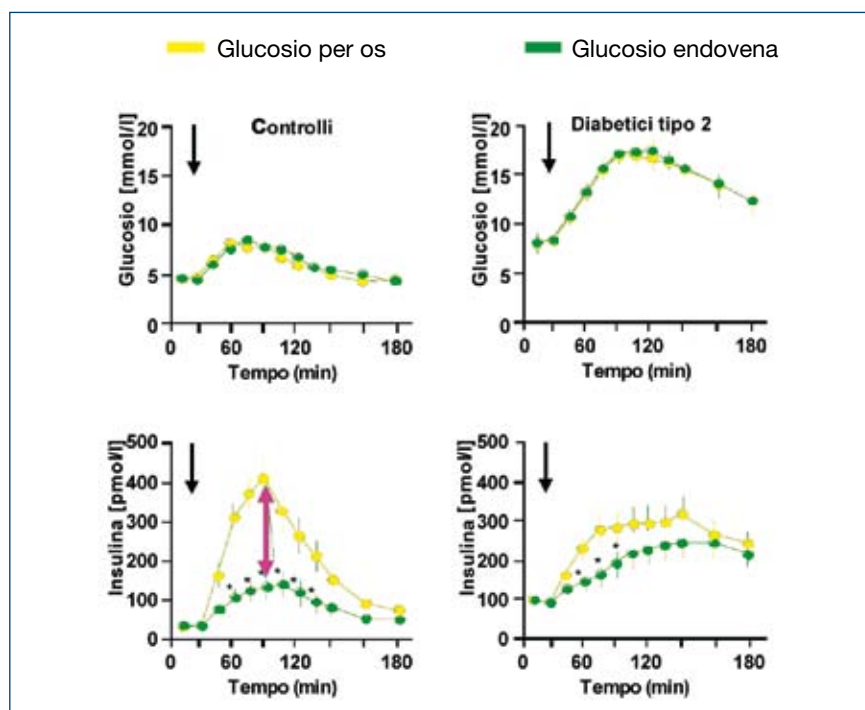 Glucosio per os
Glucosio endovena
Controlli
Glucosio [mmol/l]
20
15
10
5
0
0 60 120 180
Tempo (min)
Diabetici tipo 2
Glucosio [mmol/l]
20
15
10
5
0
0 60 120 180
Tempo (min)
Insulina [pmol/l]
500
400
300
200
100
0
* * * * * * *
0 60 120 180
Tempo (min)
Insulina [pmol/l]
500
400
300
200
100
0
* * *
0 60 120 180
Tempo (min)